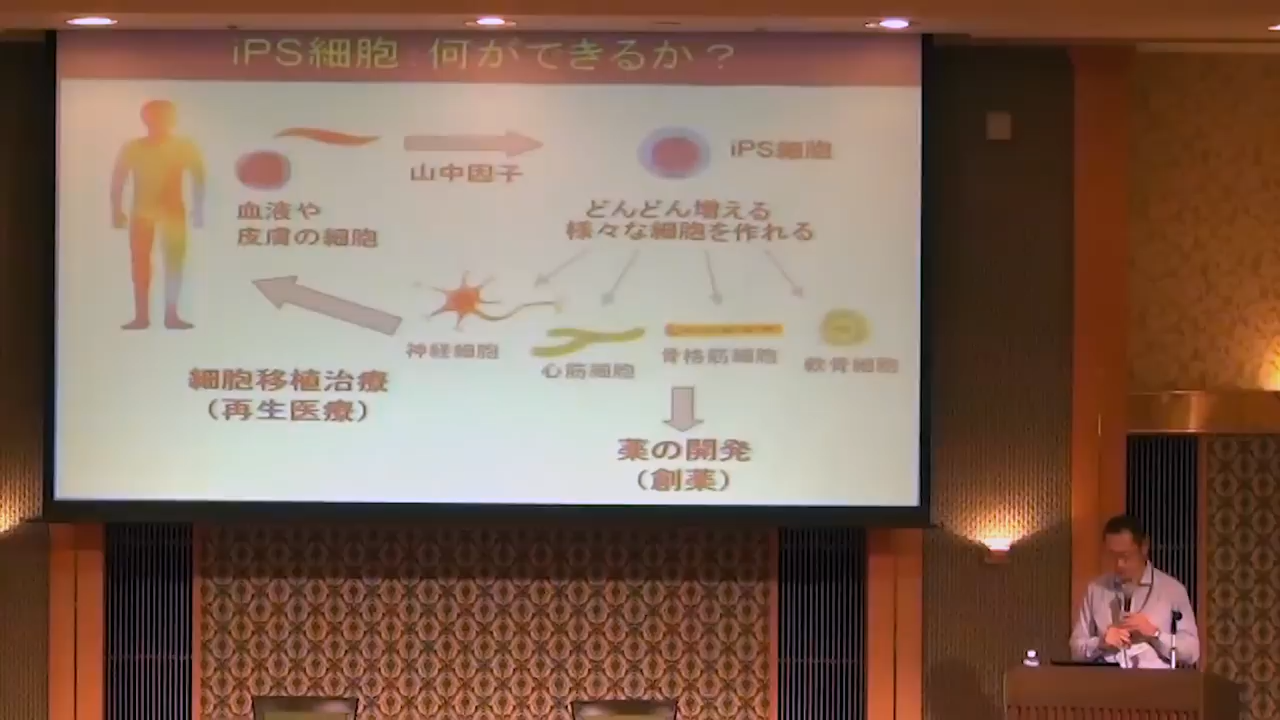 iPS細胞 何ができるか？
山中因子
iPS細胞
血液や
皮膚の細胞
どんどん増える
様々な細胞を作れる
神経細胞
心筋細胞
骨格筋細胞
軟骨細胞
細胞移植治療
（再生医療）
薬の開発
（創薬）